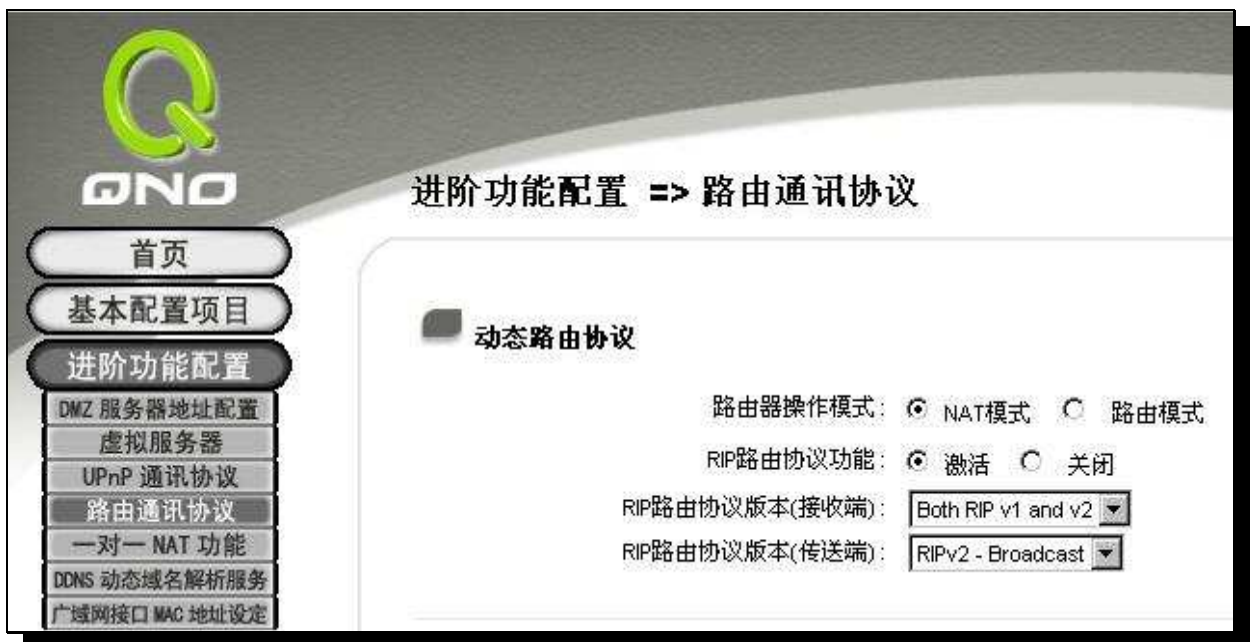 QNO
进阶功能配置 => 路由通讯协议
首页
基本配置项目
进阶功能配置
DMZ 服务器地址配置
虚拟服务器
UPnP 通讯协议
路由通讯协议
一对一 NAT 功能
DDNS 动态域名解析服务
广域网接口 MAC 地址设定
动态路由协议
路由器操作模式: NAT模式 路由模式
RIP路由协议功能: 激活 关闭
RIP路由协议版本(接收端): Both RIP v1 and v2
RIP路由协议版本(传送端): RIPv2 - Broadcast